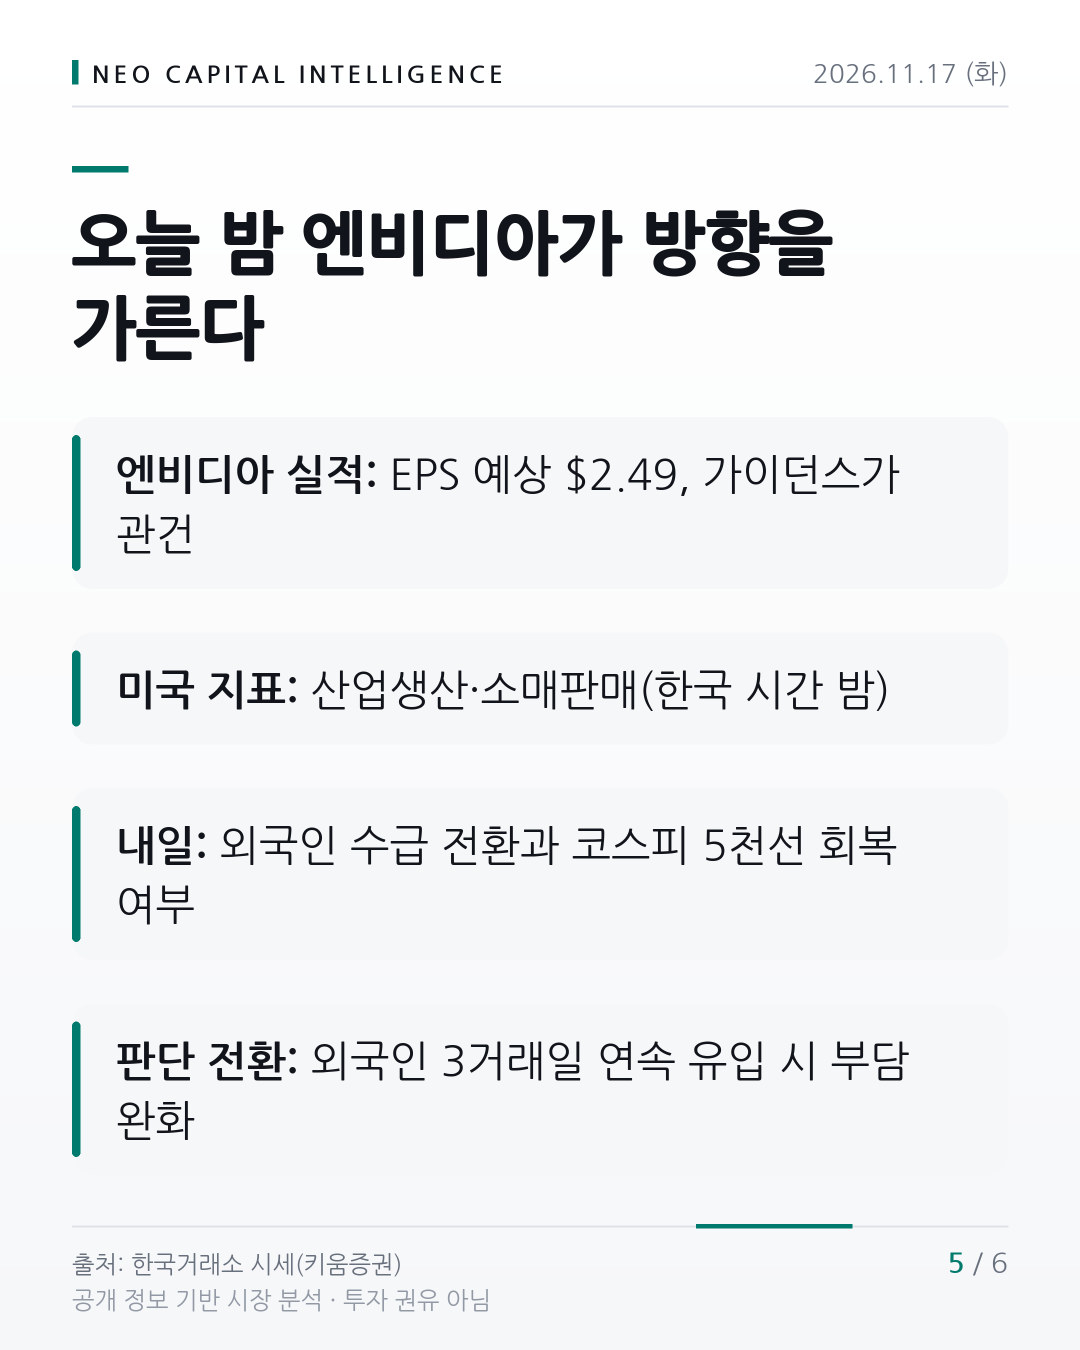 NEO CAPITAL INTELLIGENCE
2026.11.17 (화)
오늘 밤 엔비디아가 방향을
가른다
엔비디아 실적: EPS 예상 $2.49, 가이던스가
관건
미국 지표: 산업생산·소매판매(한국 시간 밤)
내일: 외국인 수급 전환과 코스피 5천선 회복
여부
판단 전환: 외국인 3거래일 연속 유입 시 부담
완화
출처: 한국거래소 시세(키움증권)
5 / 6
공개 정보 기반 시장 분석 · 투자 권유 아님